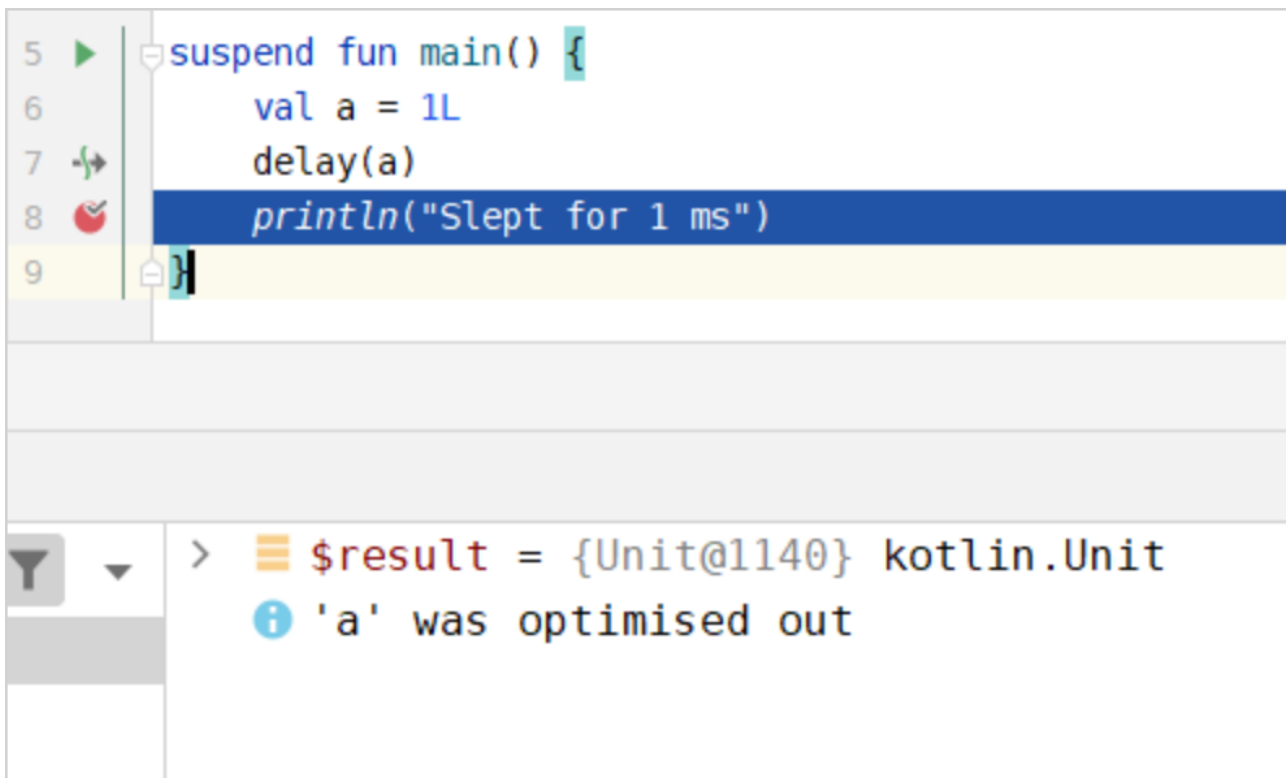 5 suspend fun main() {
6 val a = 1L
7 delay(a)
8 println("Slept for 1 ms")
9 }
$result = {Unit@1140} kotlin.Unit
'a' was optimised out